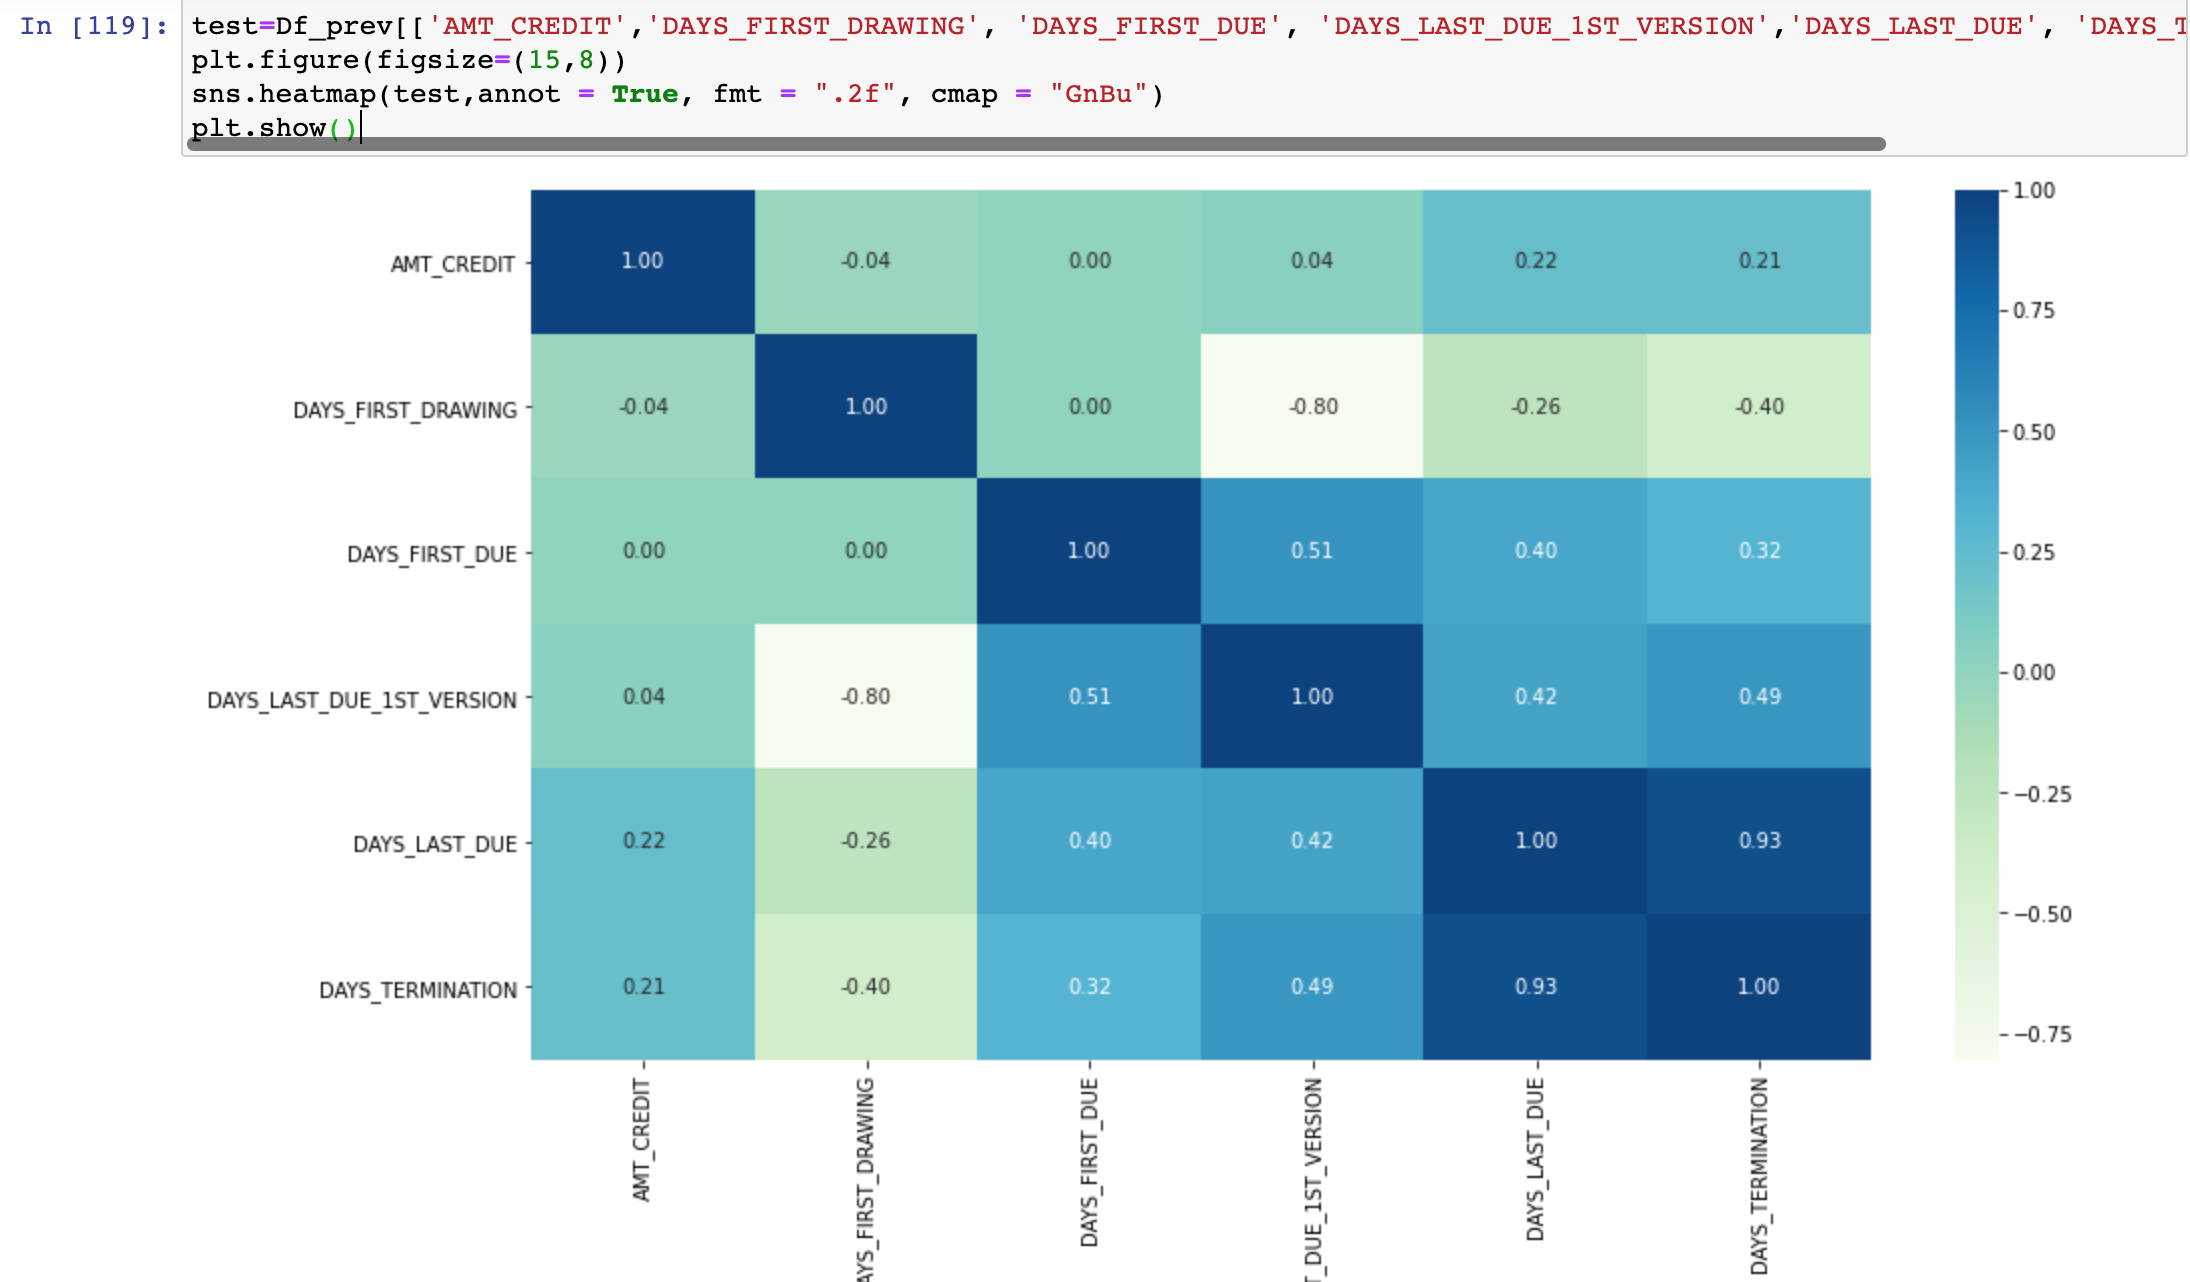 In [119]: test=Df_prev[['AMT_CREDIT','DAYS_FIRST_DRAWING', 'DAYS_FIRST_DUE', 'DAYS_LAST_DUE_1ST_VERSION','DAYS_LAST_DUE', 'DAYS_T
plt.figure(figsize=(15,8))
sns.heatmap(test,annot = True, fmt = ".2f", cmap = "GnBu")
plt.show()
AMT_CREDIT 1.00 -0.04 0.00 0.04 0.22 0.21
DAYS_FIRST_DRAWING -0.04 1.00 0.00 -0.80 -0.26 -0.40
DAYS_FIRST_DUE 0.00 0.00 1.00 0.51 0.40 0.32
DAYS_LAST_DUE_1ST_VERSION 0.04 -0.80 0.51 1.00 0.42 0.49
DAYS_LAST_DUE 0.22 -0.26 0.40 0.42 1.00 0.93
DAYS_TERMINATION 0.21 -0.40 0.32 0.49 0.93 1.00
AMT_CREDIT
AYS_FIRST_DRAWING
DAYS_FIRST_DUE
T_DUE_1ST_VERSION
DAYS_LAST_DUE
DAYS_TERMINATION
1.00
0.75
0.50
0.25
0.00
−0.25
−0.50
−0.75